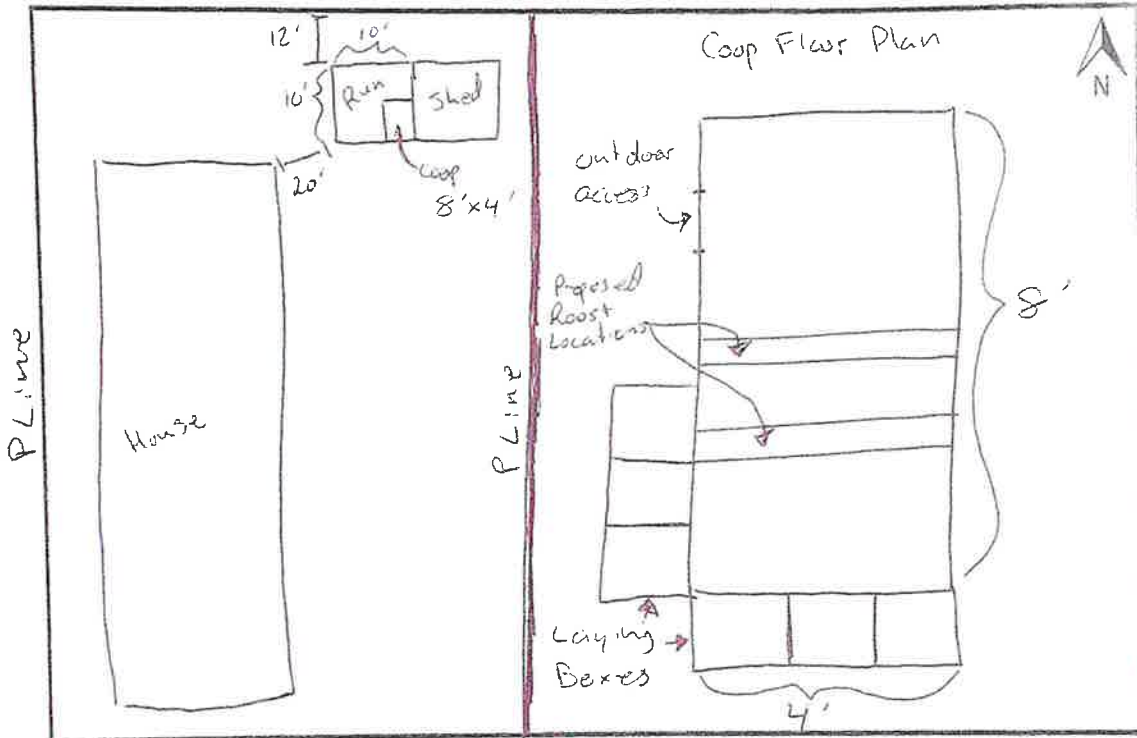 12'
10'
10'
Run
Shed
Coop
8'x4'
20'
House
P Line
P Line
Coop Floor Plan
N
outdoor
access
Proposed
Roost
Locations
8'
Laying
Boxes
4'